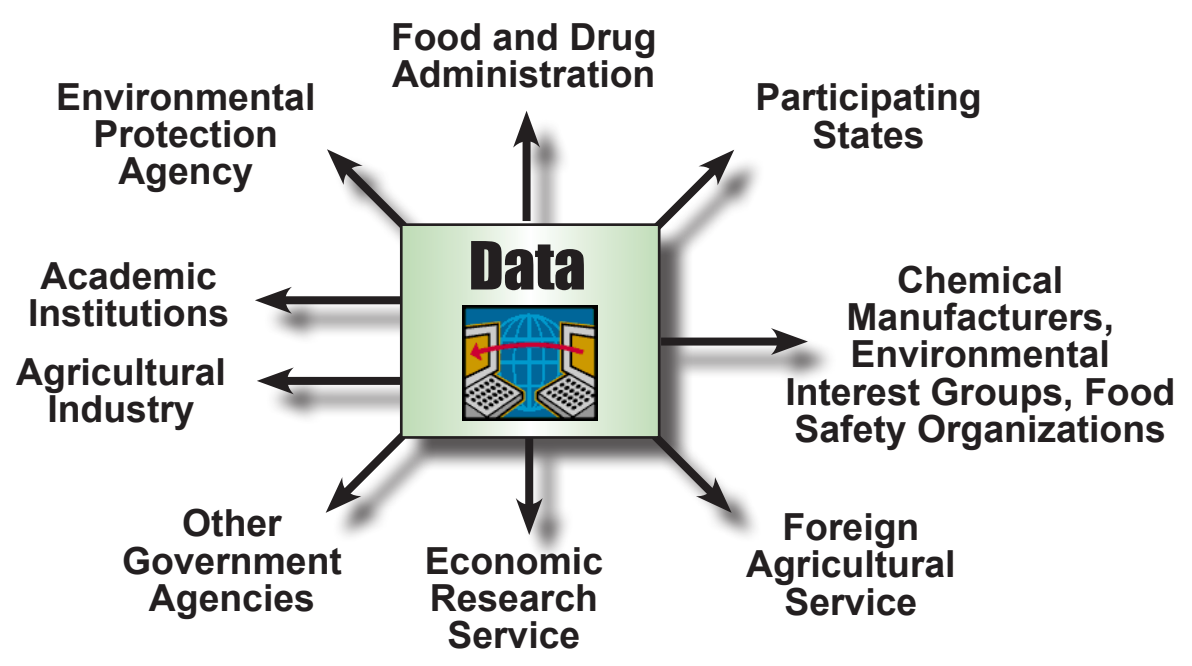 Food and Drug
Administration
Environmental
Protection
Agency
Participating
States
Data
Academic
Institutions
Agricultural
Industry
Chemical
Manufacturers,
Environmental
Interest Groups, Food
Safety Organizations
Other
Government
Agencies
Economic
Research
Service
Foreign
Agricultural
Service